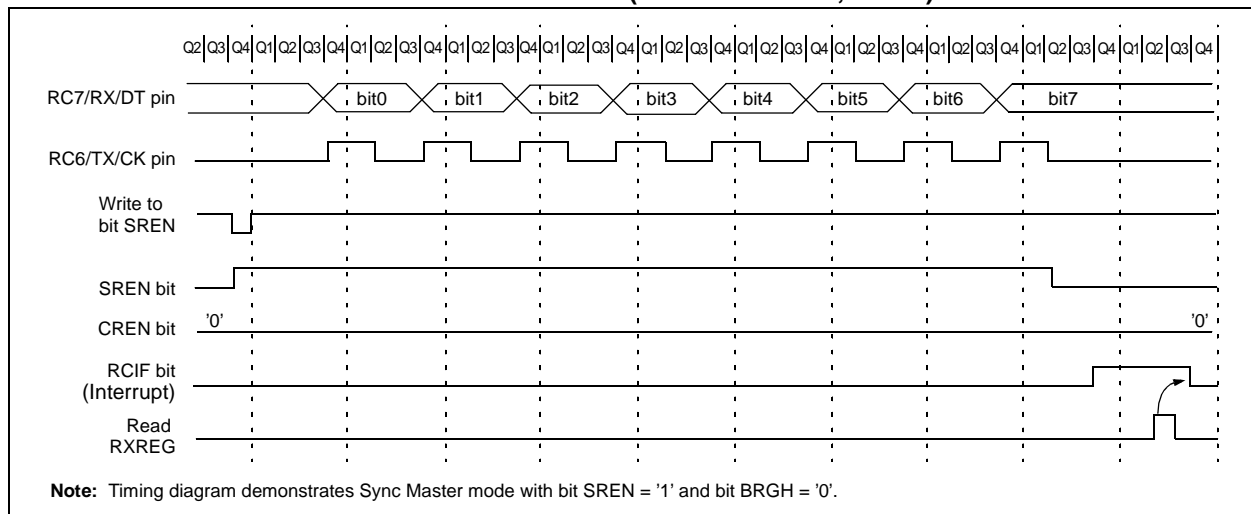 Q2 Q3 Q4 Q1 Q2 Q3 Q4 Q1 Q2 Q3 Q4 Q1 Q2 Q3 Q4 Q1 Q2 Q3 Q4 Q1 Q2 Q3 Q4 Q1 Q2 Q3 Q4 Q1 Q2 Q3 Q4 Q1 Q2 Q3 Q4 Q1 Q2 Q3 Q4 Q1 Q2 Q3 Q4
RC7/RX/DT pin bit0 bit1 bit2 bit3 bit4 bit5 bit6 bit7
RC6/TX/CK pin
Write to
bit SREN
SREN bit
CREN bit '0' '0'
RCIF bit
(Interrupt)
Read
RXREG
Note: Timing diagram demonstrates Sync Master mode with bit SREN = '1' and bit BRGH = '0'.